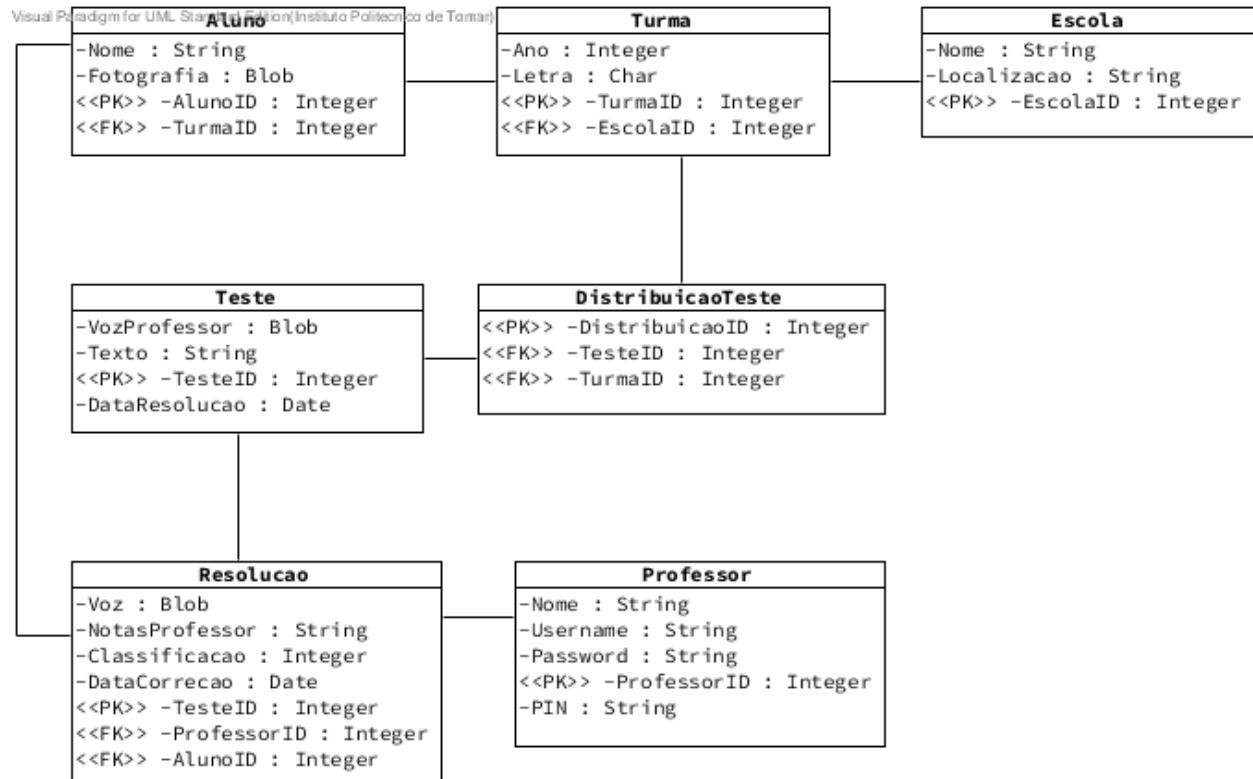 Visual Paradigm for UML Standard Edition(Instituto Politecnico de Tomar)
Aluno
-Nome : String
-Fotografia : Blob
<<PK>> -AlunoID : Integer
<<FK>> -TurmaID : Integer
Turma
-Ano : Integer
-Letra : Char
<<PK>> -TurmaID : Integer
<<FK>> -EscolaID : Integer
Escola
-Nome : String
-Localizacao : String
<<PK>> -EscolaID : Integer
Teste
-VozProfessor : Blob
-Texto : String
<<PK>> -TesteID : Integer
-DataResolucao : Date
DistribuicaoTeste
<<PK>> -DistribuicaoID : Integer
<<FK>> -TesteID : Integer
<<FK>> -TurmaID : Integer
Resolucao
-Voz : Blob
-NotasProfessor : String
-Classificacao : Integer
-DataCorrecao : Date
<<PK>> -TesteID : Integer
<<FK>> -ProfessorID : Integer
<<FK>> -AlunoID : Integer
Professor
-Nome : String
-Username : String
-Password : String
<<PK>> -ProfessorID : Integer
-PIN : String